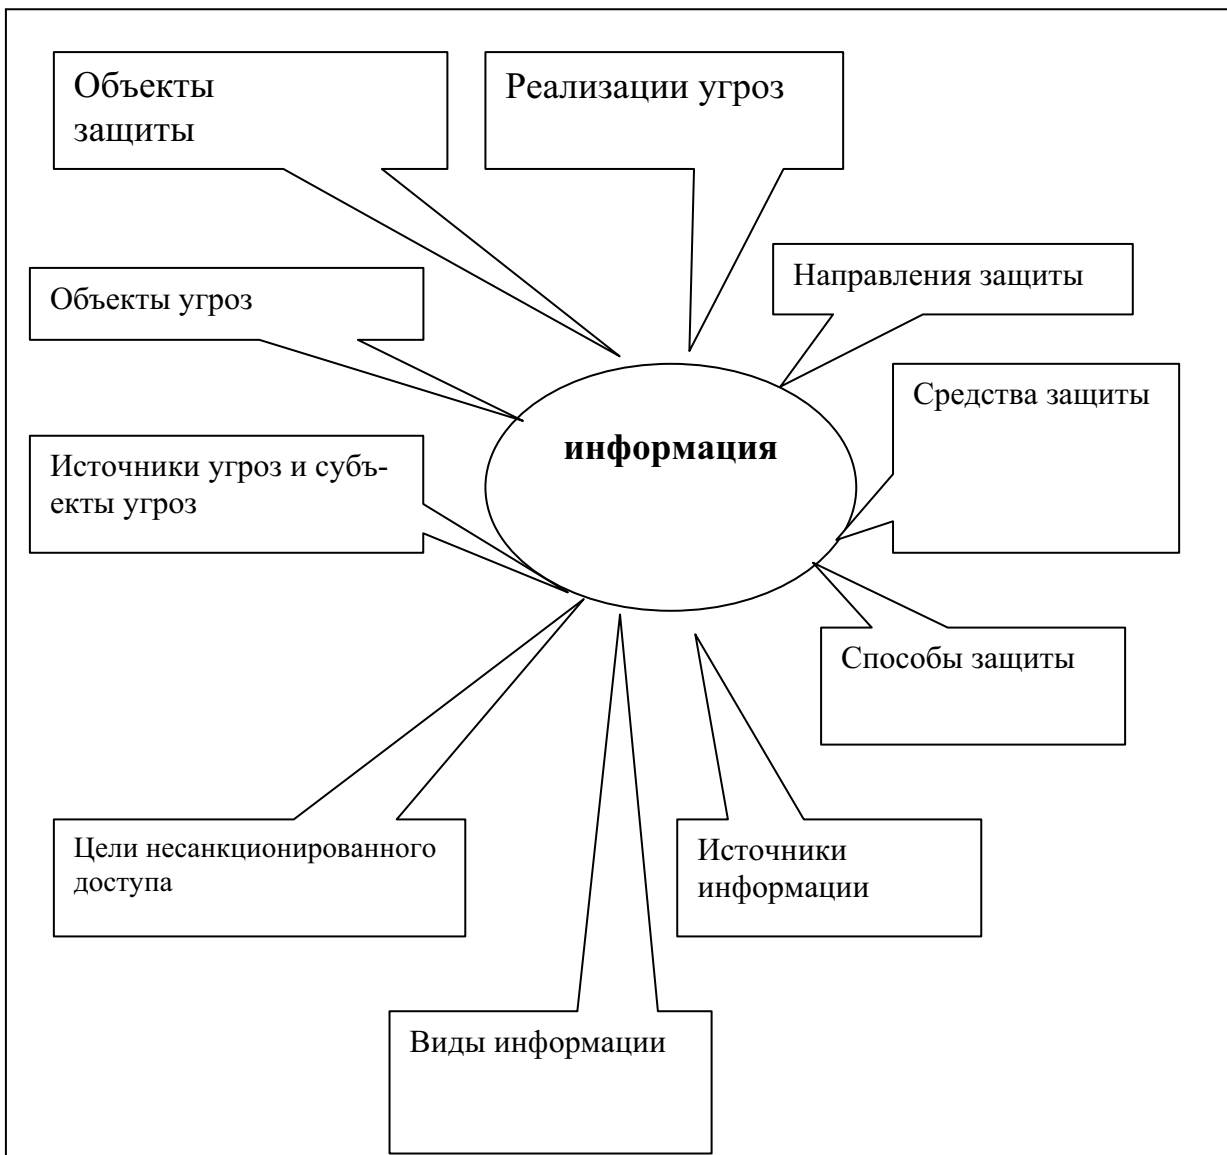 Объекты
защиты
Реализации угроз
Направления защиты
Объекты угроз
Средства защиты
информация
Источники угроз и субъ-
екты угроз
Способы защиты
Цели несанкционированного
доступа
Источники
информации
Виды информации